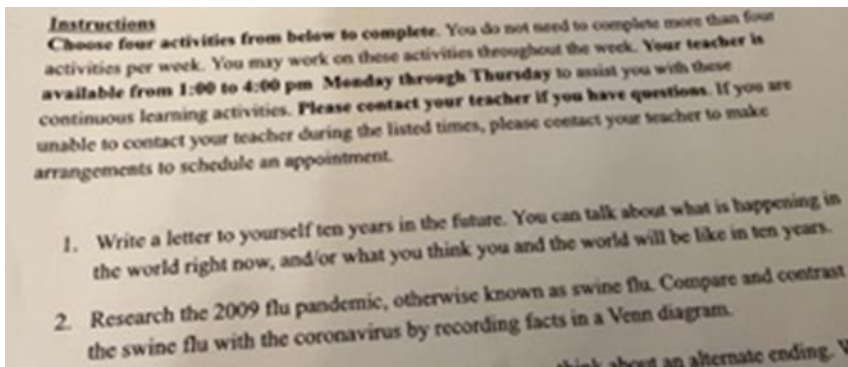 Instructions
Choose four activities from below to complete. You do not need to complete more than four
activities per week. You may work on these activities throughout the week. Your teacher is
available from 1:00 to 4:00 pm Monday through Thursday to assist you with these
continuous learning activities. Please contact your teacher if you have questions. If you are
unable to contact your teacher during the listed times, please contact your teacher to make
arrangements to schedule an appointment.
1. Write a letter to yourself ten years in the future. You can talk about what is happening in
the world right now, and/or what you think you and the world will be like in ten years.
2. Research the 2009 flu pandemic, otherwise known as swine flu. Compare and contrast
the swine flu with the coronavirus by recording facts in a Venn diagram.
think about an alternate ending.